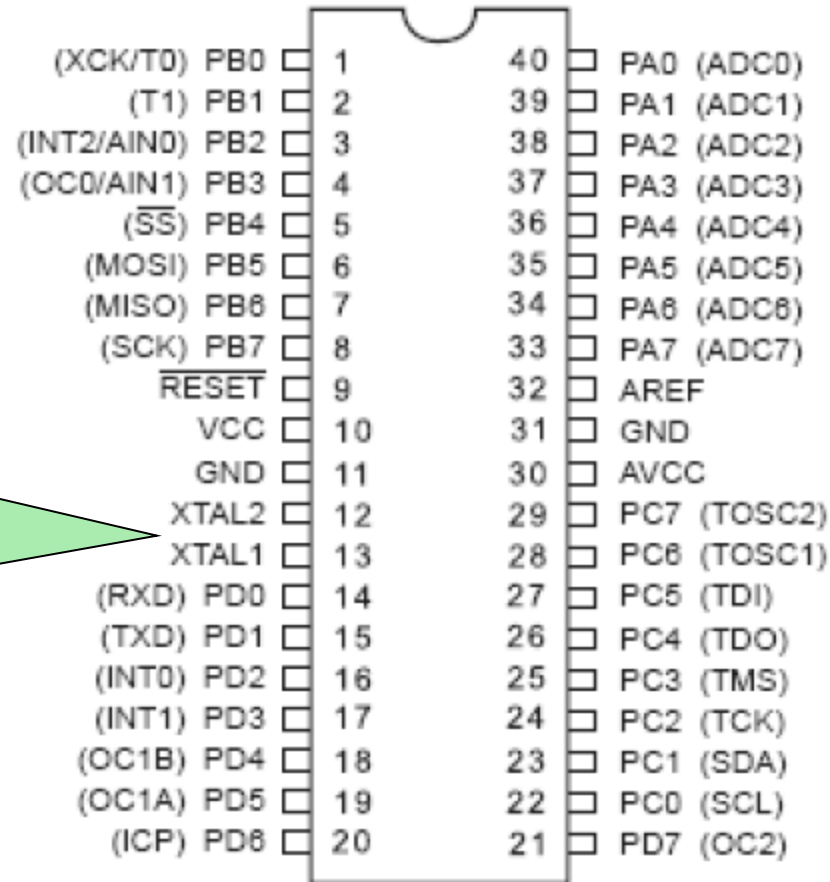 (XCK/T0) PB0 1 40 PA0 (ADC0)
(T1) PB1 2 39 PA1 (ADC1)
(INT2/AIN0) PB2 3 38 PA2 (ADC2)
(OC0/AIN1) PB3 4 37 PA3 (ADC3)
(S̅S̅) PB4 5 36 PA4 (ADC4)
(MOSI) PB5 6 35 PA5 (ADC5)
(MISO) PB6 7 34 PA6 (ADC6)
(SCK) PB7 8 33 PA7 (ADC7)
R̅E̅S̅E̅T̅ 9 32 AREF
VCC 10 31 GND
GND 11 30 AVCC
XTAL2 12 29 PC7 (TOSC2)
XTAL1 13 28 PC6 (TOSC1)
(RXD) PD0 14 27 PC5 (TDI)
(TXD) PD1 15 26 PC4 (TDO)
(INT0) PD2 16 25 PC3 (TMS)
(INT1) PD3 17 24 PC2 (TCK)
(OC1B) PD4 18 23 PC1 (SDA)
(OC1A) PD5 19 22 PC0 (SCL)
(ICP) PD6 20 21 PD7 (OC2)